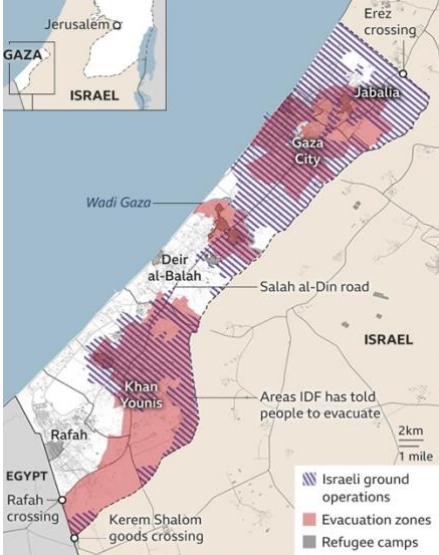 Jerusalem
GAZA
ISRAEL
Erez
crossing
Jabalia
Gaza
City
Wadi Gaza
Deir
al-Balah
Salah al-Din road
ISRAEL
Khan
Younis
Areas IDF has told
people to evacuate
Rafah
2km
1 mile
EGYPT
Rafah
crossing
Kerem Shalom
goods crossing
Israeli ground
operations
Evacuation zones
Refugee camps